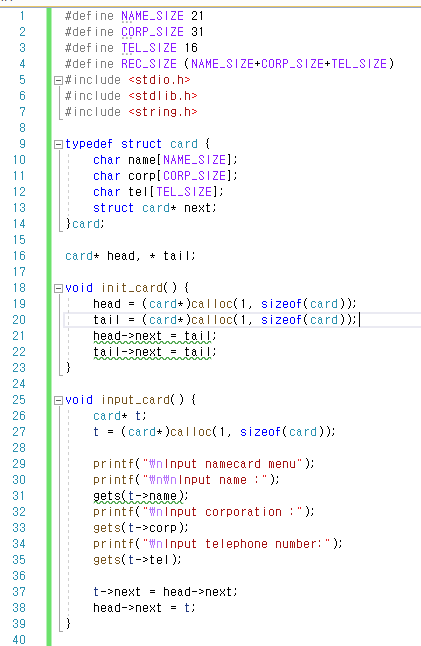 1 #define NAME_SIZE 21
2 #define CORP_SIZE 31
3 #define TEL_SIZE 16
4 #define REC_SIZE (NAME_SIZE+CORP_SIZE+TEL_SIZE)
5 #include <stdio.h>
6 #include <stdlib.h>
7 #include <string.h>
8
9 typedef struct card {
10 char name[NAME_SIZE];
11 char corp[CORP_SIZE];
12 char tel[TEL_SIZE];
13 struct card* next;
14 }card;
15
16 card* head, * tail;
17
18 void init_card() {
19 head = (card*)calloc(1, sizeof(card));
20 tail = (card*)calloc(1, sizeof(card));
21 head->next = tail;
22 tail->next = tail;
23 }
24
25 void input_card() {
26 card* t;
27 t = (card*)calloc(1, sizeof(card));
28
29 printf("₩nInput namecard menu");
30 printf("₩n₩nInput name :");
31 gets(t->name);
32 printf("₩nInput corporation :");
33 gets(t->corp);
34 printf("₩nInput telephone number:");
35 gets(t->tel);
36
37 t->next = head->next;
38 head->next = t;
39 }
40